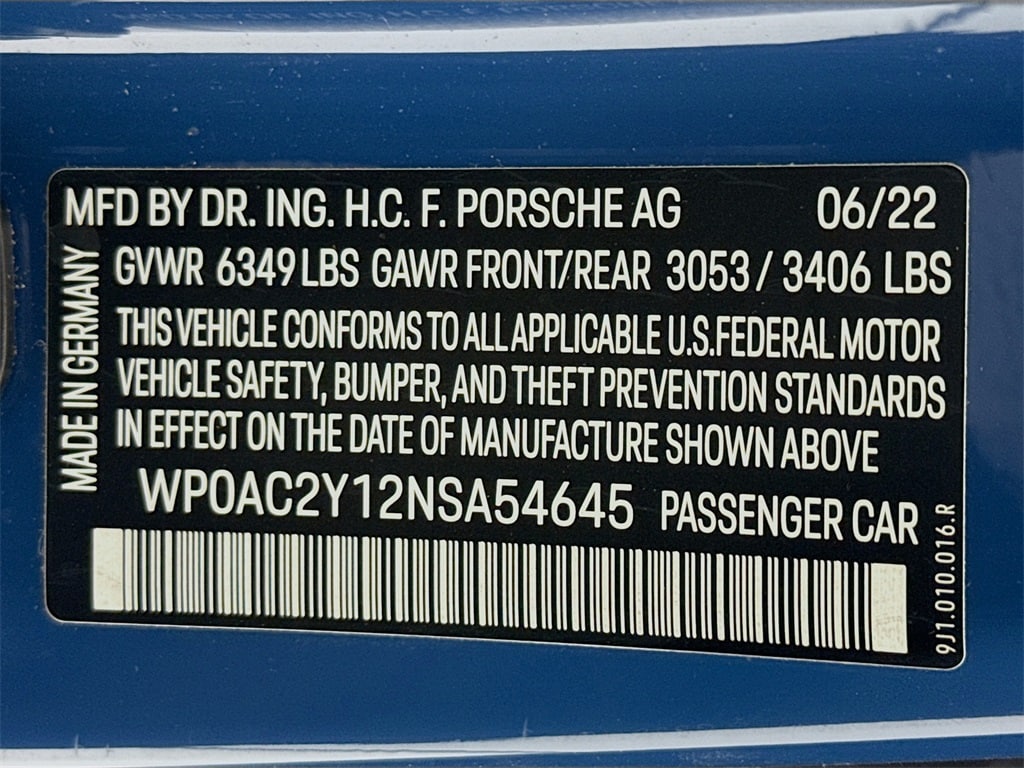 MFD BY DR. ING. H.C. F. PORSCHE AG 06/22
GVWR 6349 LBS GAWR FRONT/REAR 3053 / 3406 LBS
THIS VEHICLE CONFORMS TO ALL APPLICABLE U.S.FEDERAL MOTOR
VEHICLE SAFETY, BUMPER, AND THEFT PREVENTION STANDARDS
IN EFFECT ON THE DATE OF MANUFACTURE SHOWN ABOVE
WP0AC2Y12NSA54645 PASSENGER CAR
MADE IN GERMANY
9J1.010.016.R